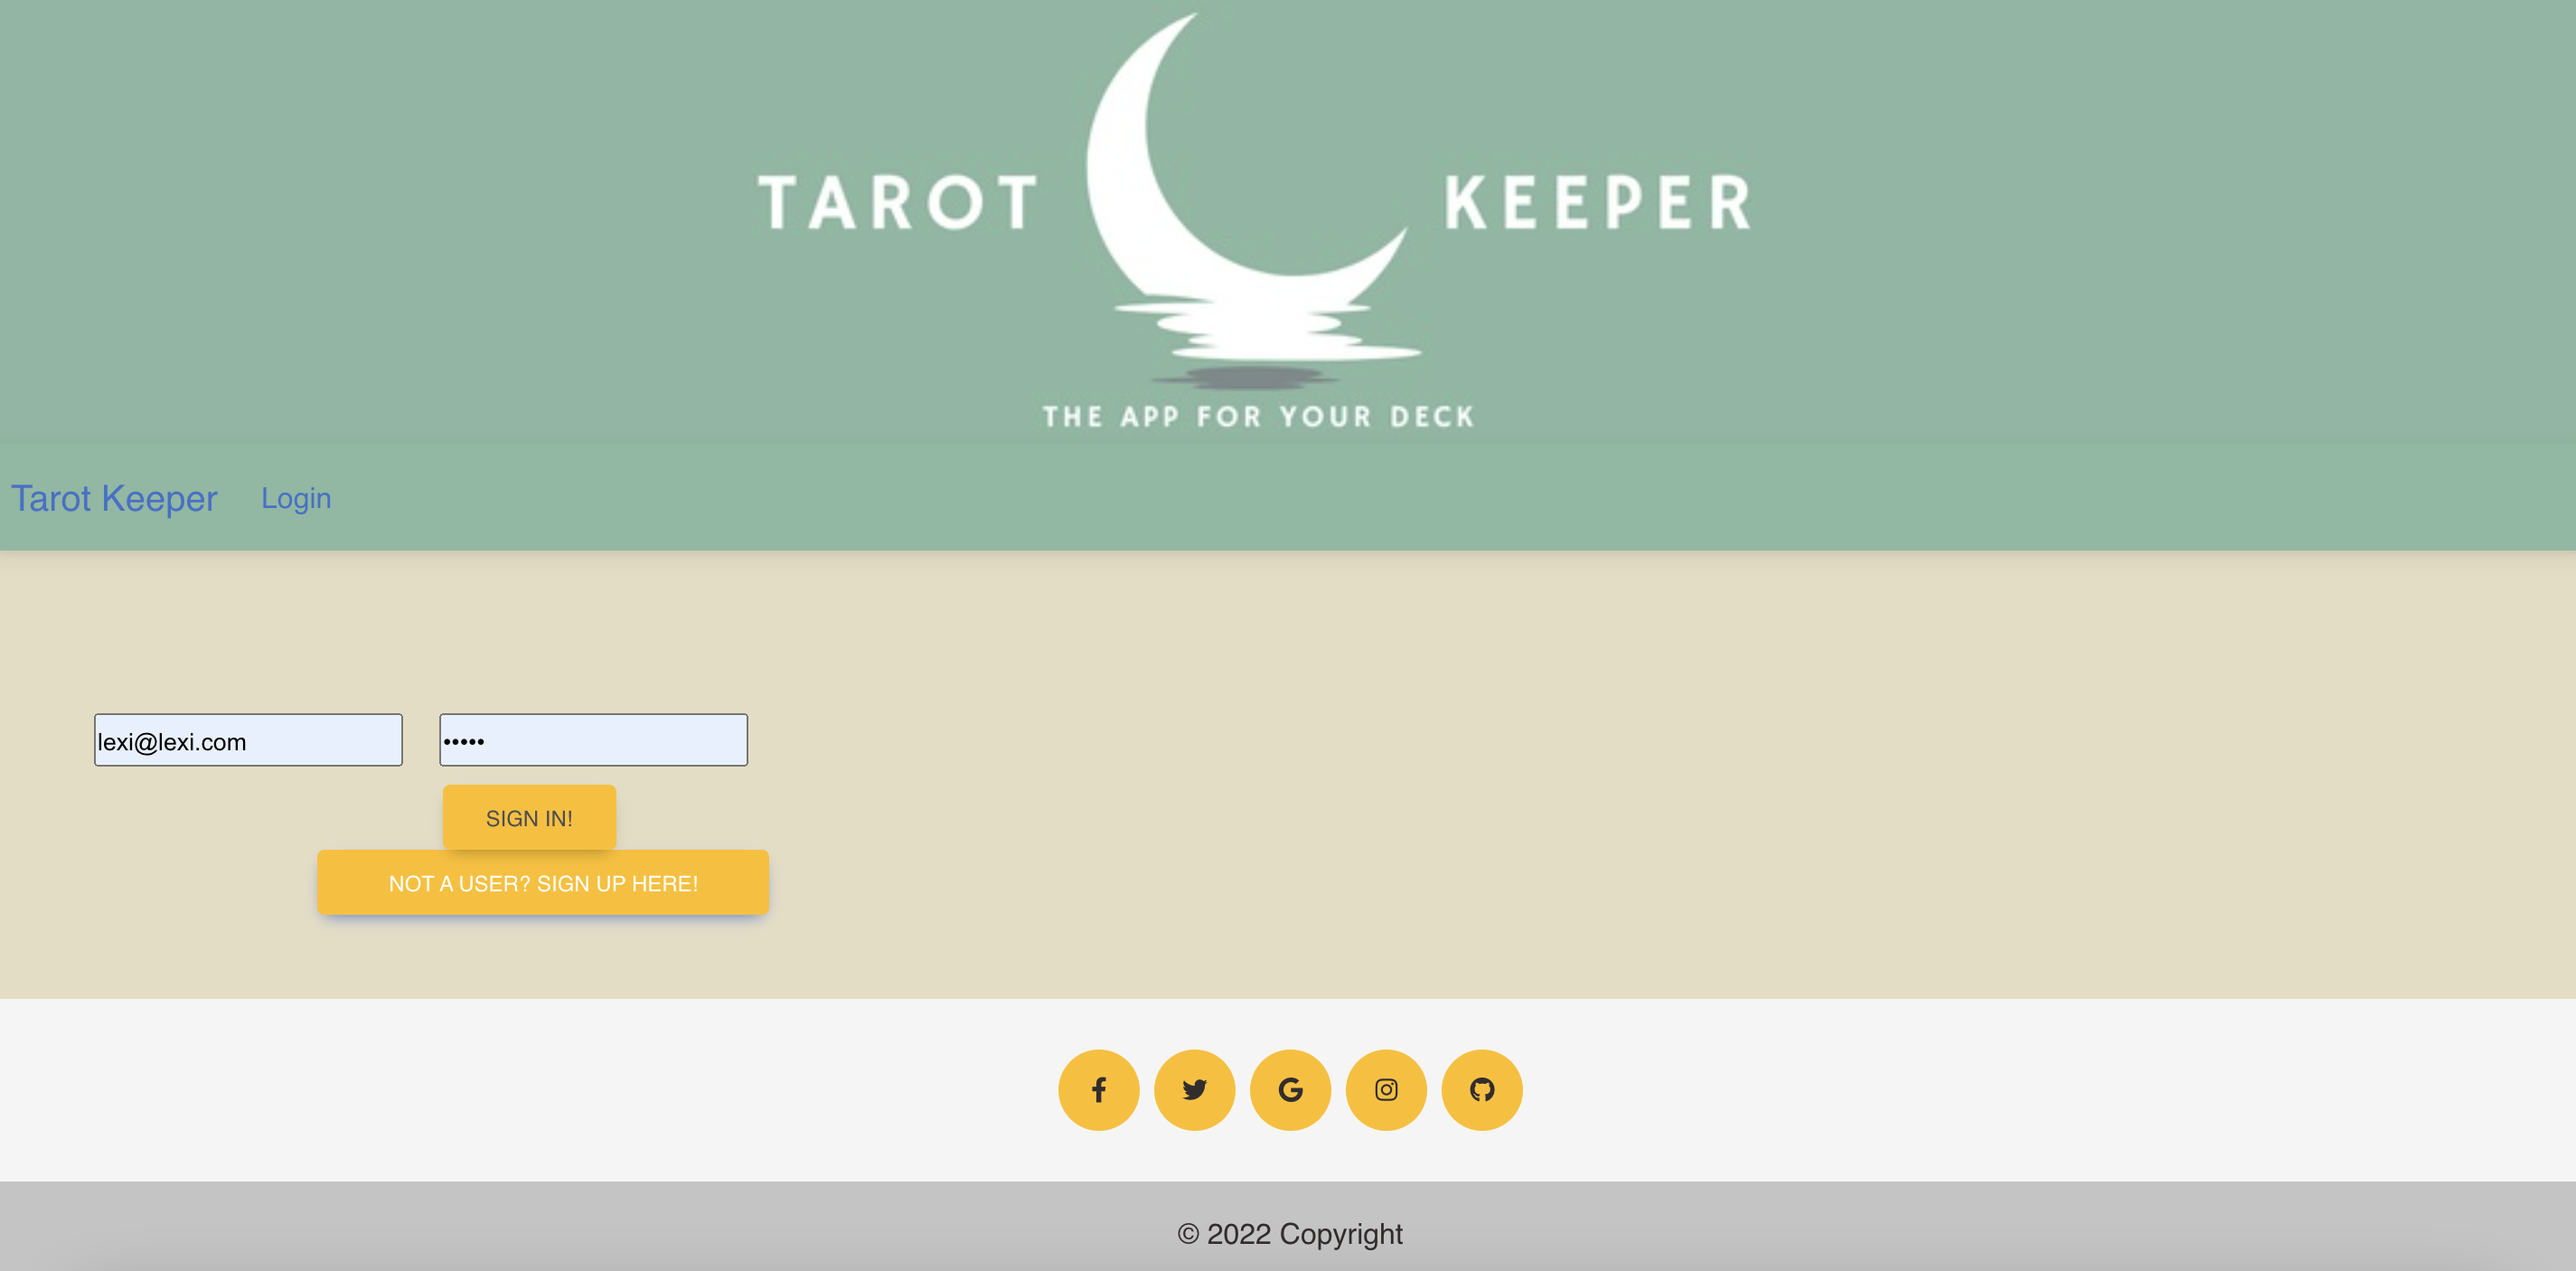 TAROT KEEPER
THE APP FOR YOUR DECK
Tarot Keeper Login
lexi@lexi.com •••••
SIGN IN!
NOT A USER? SIGN UP HERE!
© 2022 Copyright